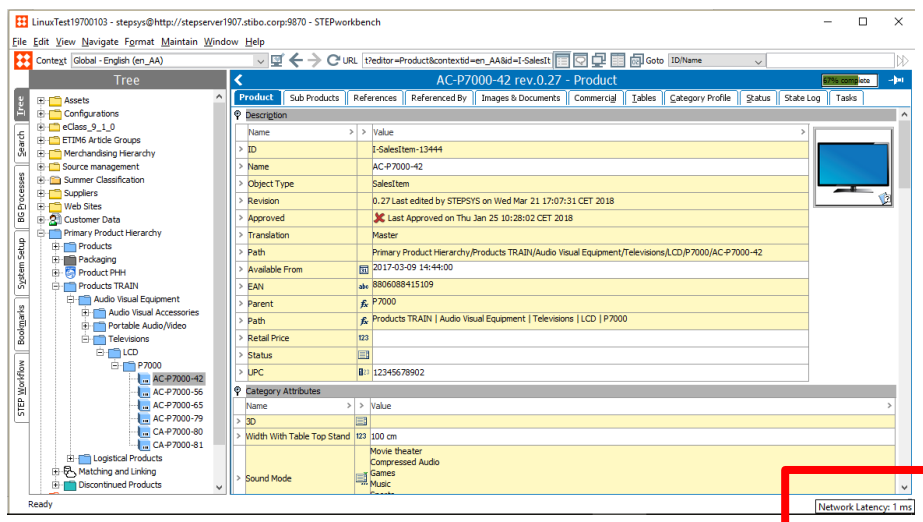 LinuxTest19700103 - stepsys@http://stepserver1907.stibo.corp:9870 - STEPworkbench
File Edit View Navigate Format Maintain Window Help
Context Global - English (en_AA) URL t?editor=Product&contextid=en_AA&id=I-SalesIt Goto ID/Name
Tree
AC-P7000-42 rev.0.27 - Product
67% complete
Tree
Search
BG Processes
System Setup
Bookmarks
STEP Workflow
Assets
Configurations
eClass_9_1_0
ETIM6 Article Groups
Merchandising Hierarchy
Source management
Summer Classification
Suppliers
Web Sites
Customer Data
Primary Product Hierarchy
Products
Packaging
Product PHH
Products TRAIN
Audio Visual Equipment
Audio Visual Accessories
Portable Audio/Video
Televisions
LCD
P7000
AC-P7000-42
AC-P7000-56
AC-P7000-65
AC-P7000-79
CA-P7000-80
CA-P7000-81
Logistical Products
Matching and Linking
Discontinued Products
Product Sub Products References Referenced By Images & Documents Commercial Tables Category Profile Status State Log Tasks
Description
Name > > Value >
> ID I-SalesItem-13444
> Name AC-P7000-42
> Object Type SalesItem
> Revision 0.27 Last edited by STEPSYS on Wed Mar 21 17:07:31 CET 2018
> Approved Last Approved on Thu Jan 25 10:28:02 CET 2018
> Translation Master
> Path Primary Product Hierarchy/Products TRAIN/Audio Visual Equipment/Televisions/LCD/P7000/AC-P7000-42
> Available From 2017-03-09 14:44:00
> EAN abc 8806088415109
> Parent fx P7000
> Path fx Products TRAIN | Audio Visual Equipment | Televisions | LCD | P7000
> Retail Price 123
> Status
> UPC 12345678902
Category Attributes
Name > > Value >
> 3D
> Width With Table Top Stand 123 100 cm
> Sound Mode Movie theater
Compressed Audio
Games
Music
Ready
Network Latency: 1 ms